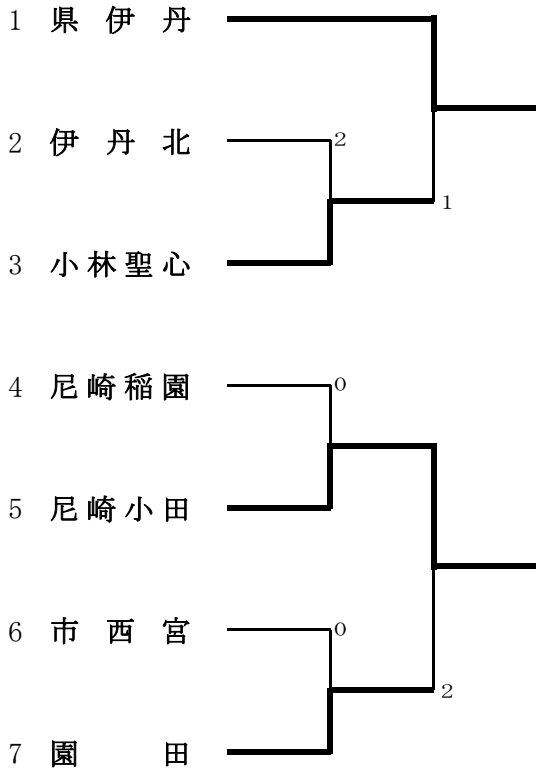 1 県 伊 丹
2 伊 丹 北 2
1
3 小林聖心
4 尼崎稲園 0
5 尼崎小田
6 市 西 宮 0
2
7 園 田